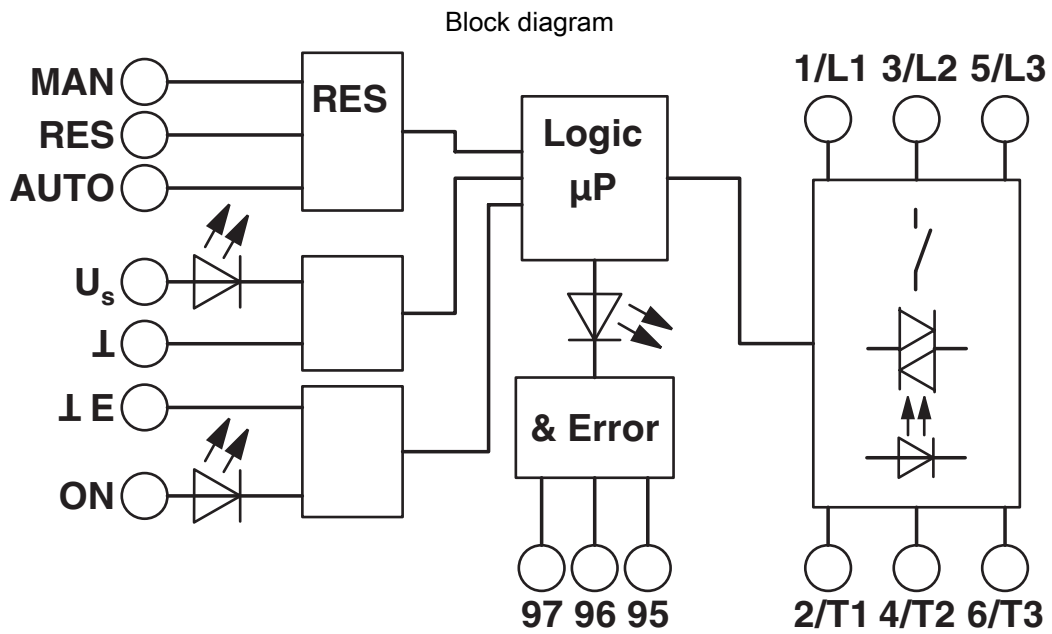 Block diagram
MAN
RES
AUTO
RES
Us
⊥
⊥ E
ON
Logic
µP
& Error
97 96 95
1/L1 3/L2 5/L3
2/T1 4/T2 6/T3